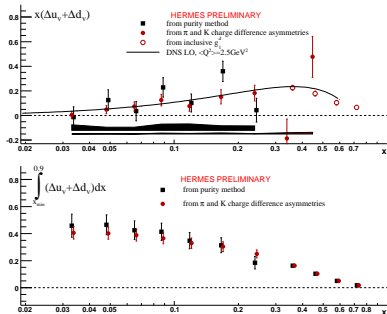 x(Δu_v+Δd_v)
HERMES PRELIMINARY
from purity method
from π and K charge difference asymmetries
from inclusive g_1^d
DNS LO, <Q²>=2.5GeV²
0.8
0.6
0.4
0.2
0
-0.2
0.02 0.03 0.04 0.05 0.06 0.1 0.2 0.3 0.4 0.5 0.6 0.7 x
0.9
∫(Δu_v+Δd_v)dx
x_min
HERMES PRELIMINARY
from purity method
from π and K charge difference asymmetries
0.8
0.6
0.4
0.2
0
0.02 0.03 0.04 0.05 0.06 0.1 0.2 0.3 0.4 0.5 0.6 0.7 x